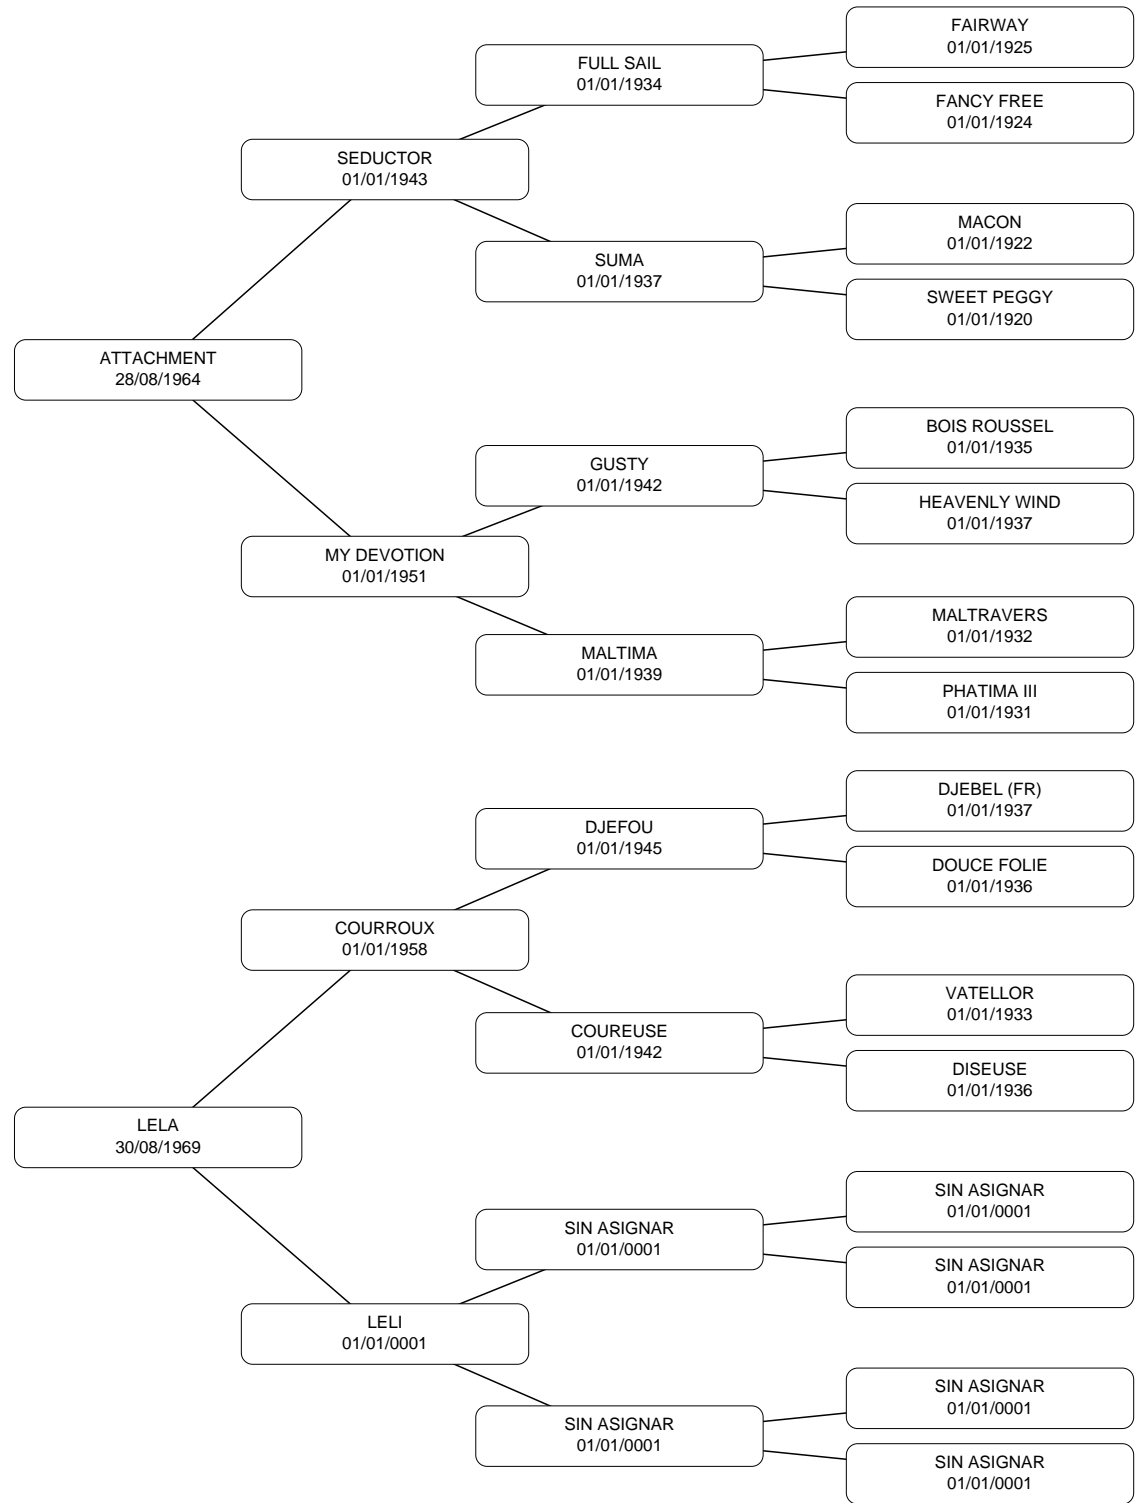 FAIRWAY
01/01/1925
FULL SAIL
01/01/1934
FANCY FREE
01/01/1924
SEDUCTOR
01/01/1943
MACON
01/01/1922
SUMA
01/01/1937
SWEET PEGGY
01/01/1920
ATTACHMENT
28/08/1964
BOIS ROUSSEL
01/01/1935
GUSTY
01/01/1942
HEAVENLY WIND
01/01/1937
MY DEVOTION
01/01/1951
MALTRAVERS
01/01/1932
MALTIMA
01/01/1939
PHATIMA III
01/01/1931
DJEBEL (FR)
01/01/1937
DJEFOU
01/01/1945
DOUCE FOLIE
01/01/1936
COURROUX
01/01/1958
VATELLOR
01/01/1933
COUREUSE
01/01/1942
DISEUSE
01/01/1936
LELA
30/08/1969
SIN ASIGNAR
01/01/0001
SIN ASIGNAR
01/01/0001
SIN ASIGNAR
01/01/0001
LELI
01/01/0001
SIN ASIGNAR
01/01/0001
SIN ASIGNAR
01/01/0001
SIN ASIGNAR
01/01/0001